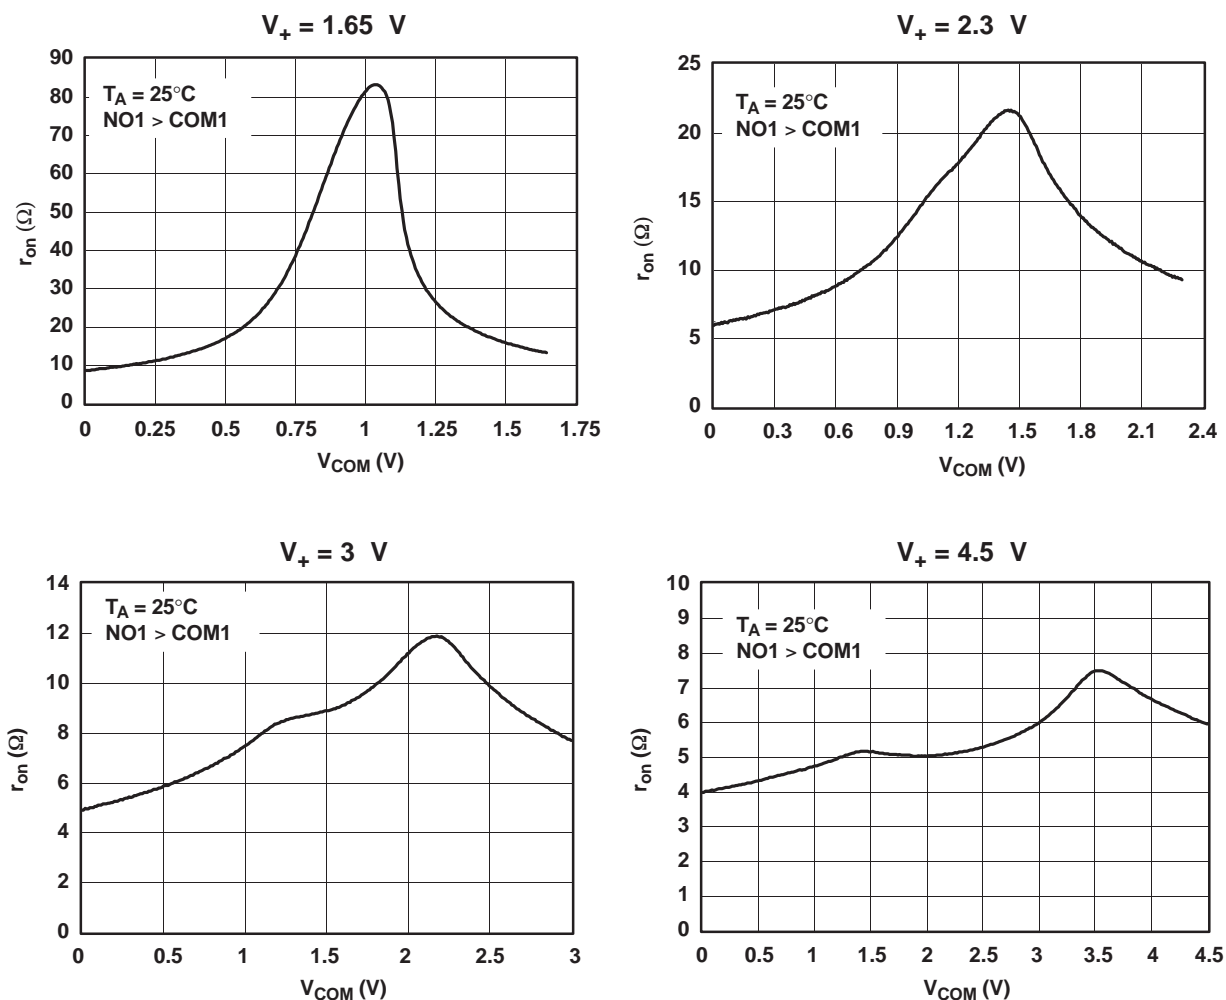 V+ = 1.65 V
90
80
70
60
50
40
30
20
10
0
ron (Ω)
TA = 25°C
NO1 > COM1
0 0.25 0.5 0.75 1 1.25 1.5 1.75
VCOM (V)
V+ = 2.3 V
25
20
15
10
5
0
ron (Ω)
TA = 25°C
NO1 > COM1
0 0.3 0.6 0.9 1.2 1.5 1.8 2.1 2.4
VCOM (V)
V+ = 3 V
14
12
10
8
6
4
2
0
ron (Ω)
TA = 25°C
NO1 > COM1
0 0.5 1 1.5 2 2.5 3
VCOM (V)
V+ = 4.5 V
10
9
8
7
6
5
4
3
2
1
0
ron (Ω)
TA = 25°C
NO1 > COM1
0 0.5 1 1.5 2 2.5 3 3.5 4 4.5
VCOM (V)